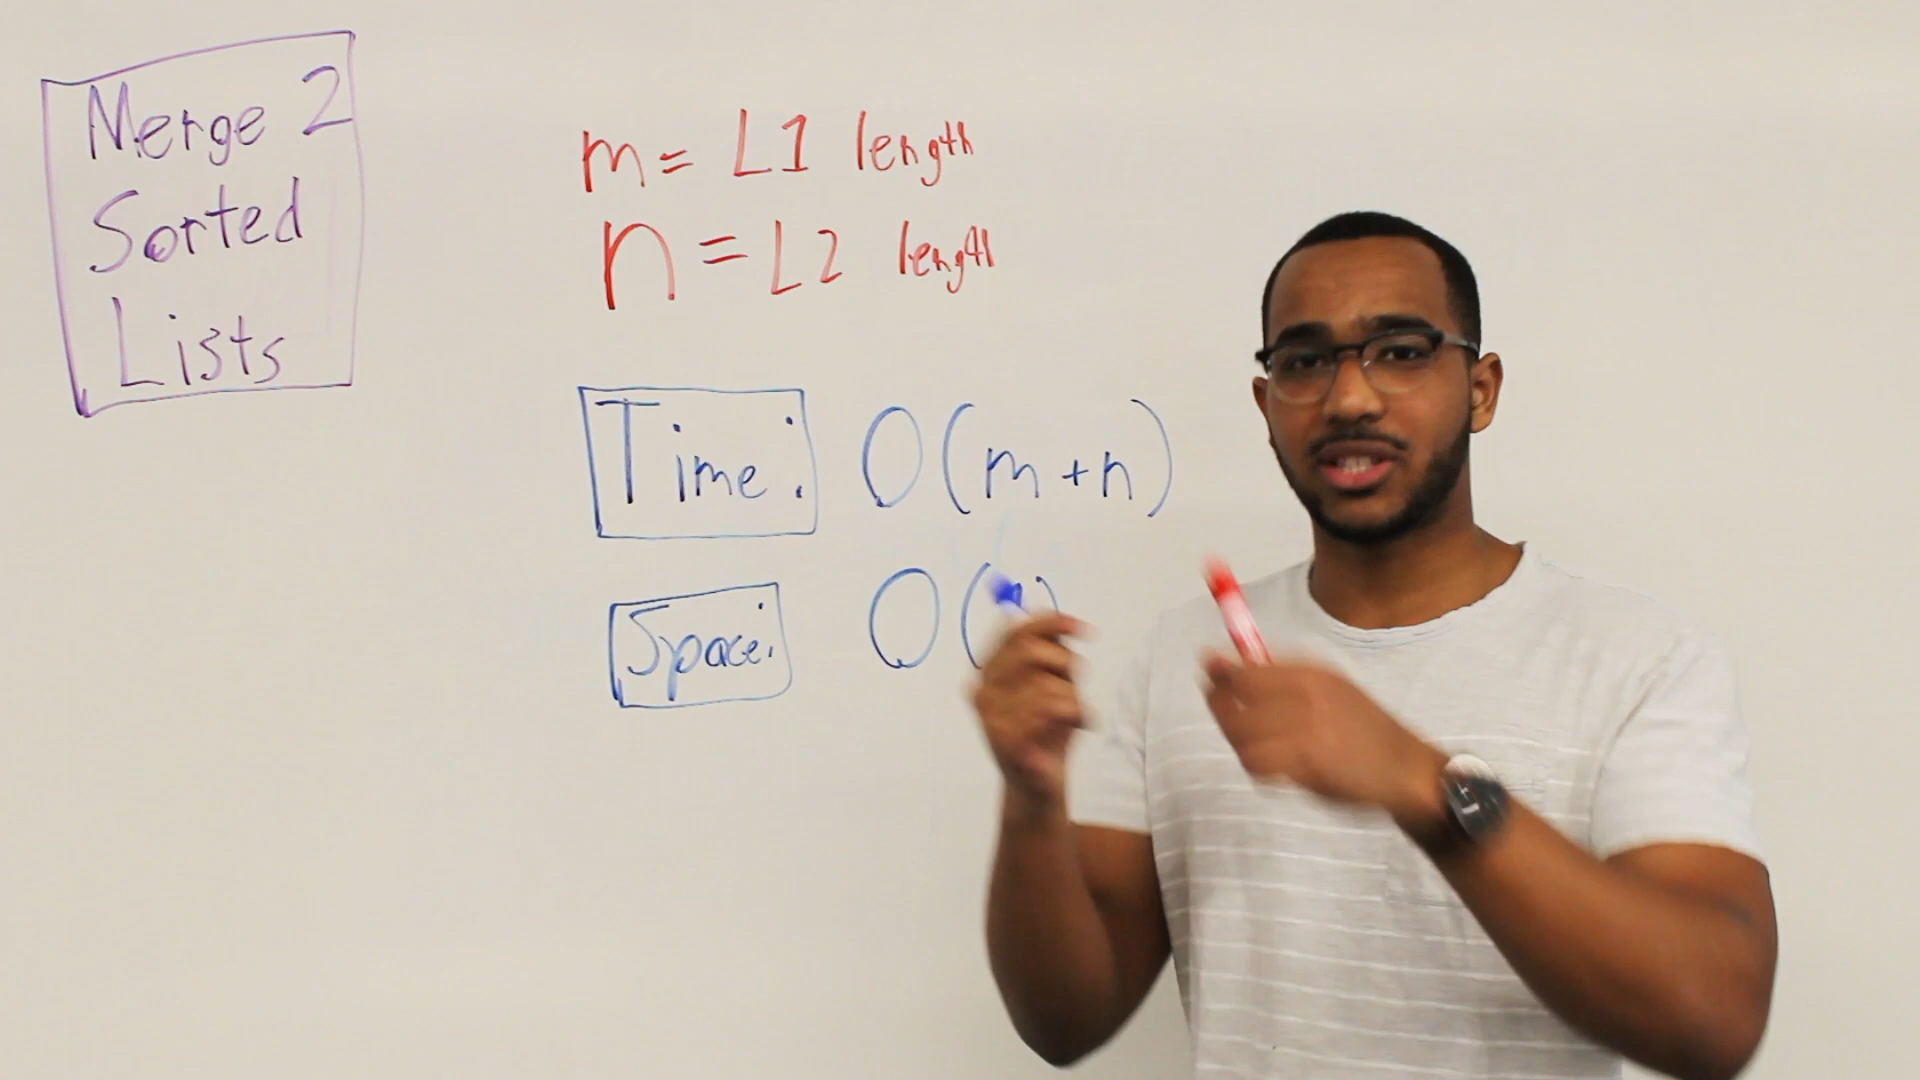 Merge 2
Sorted
Lists
m = L1 length
n = L2 length
Time: O(m+n)
Space: O( )